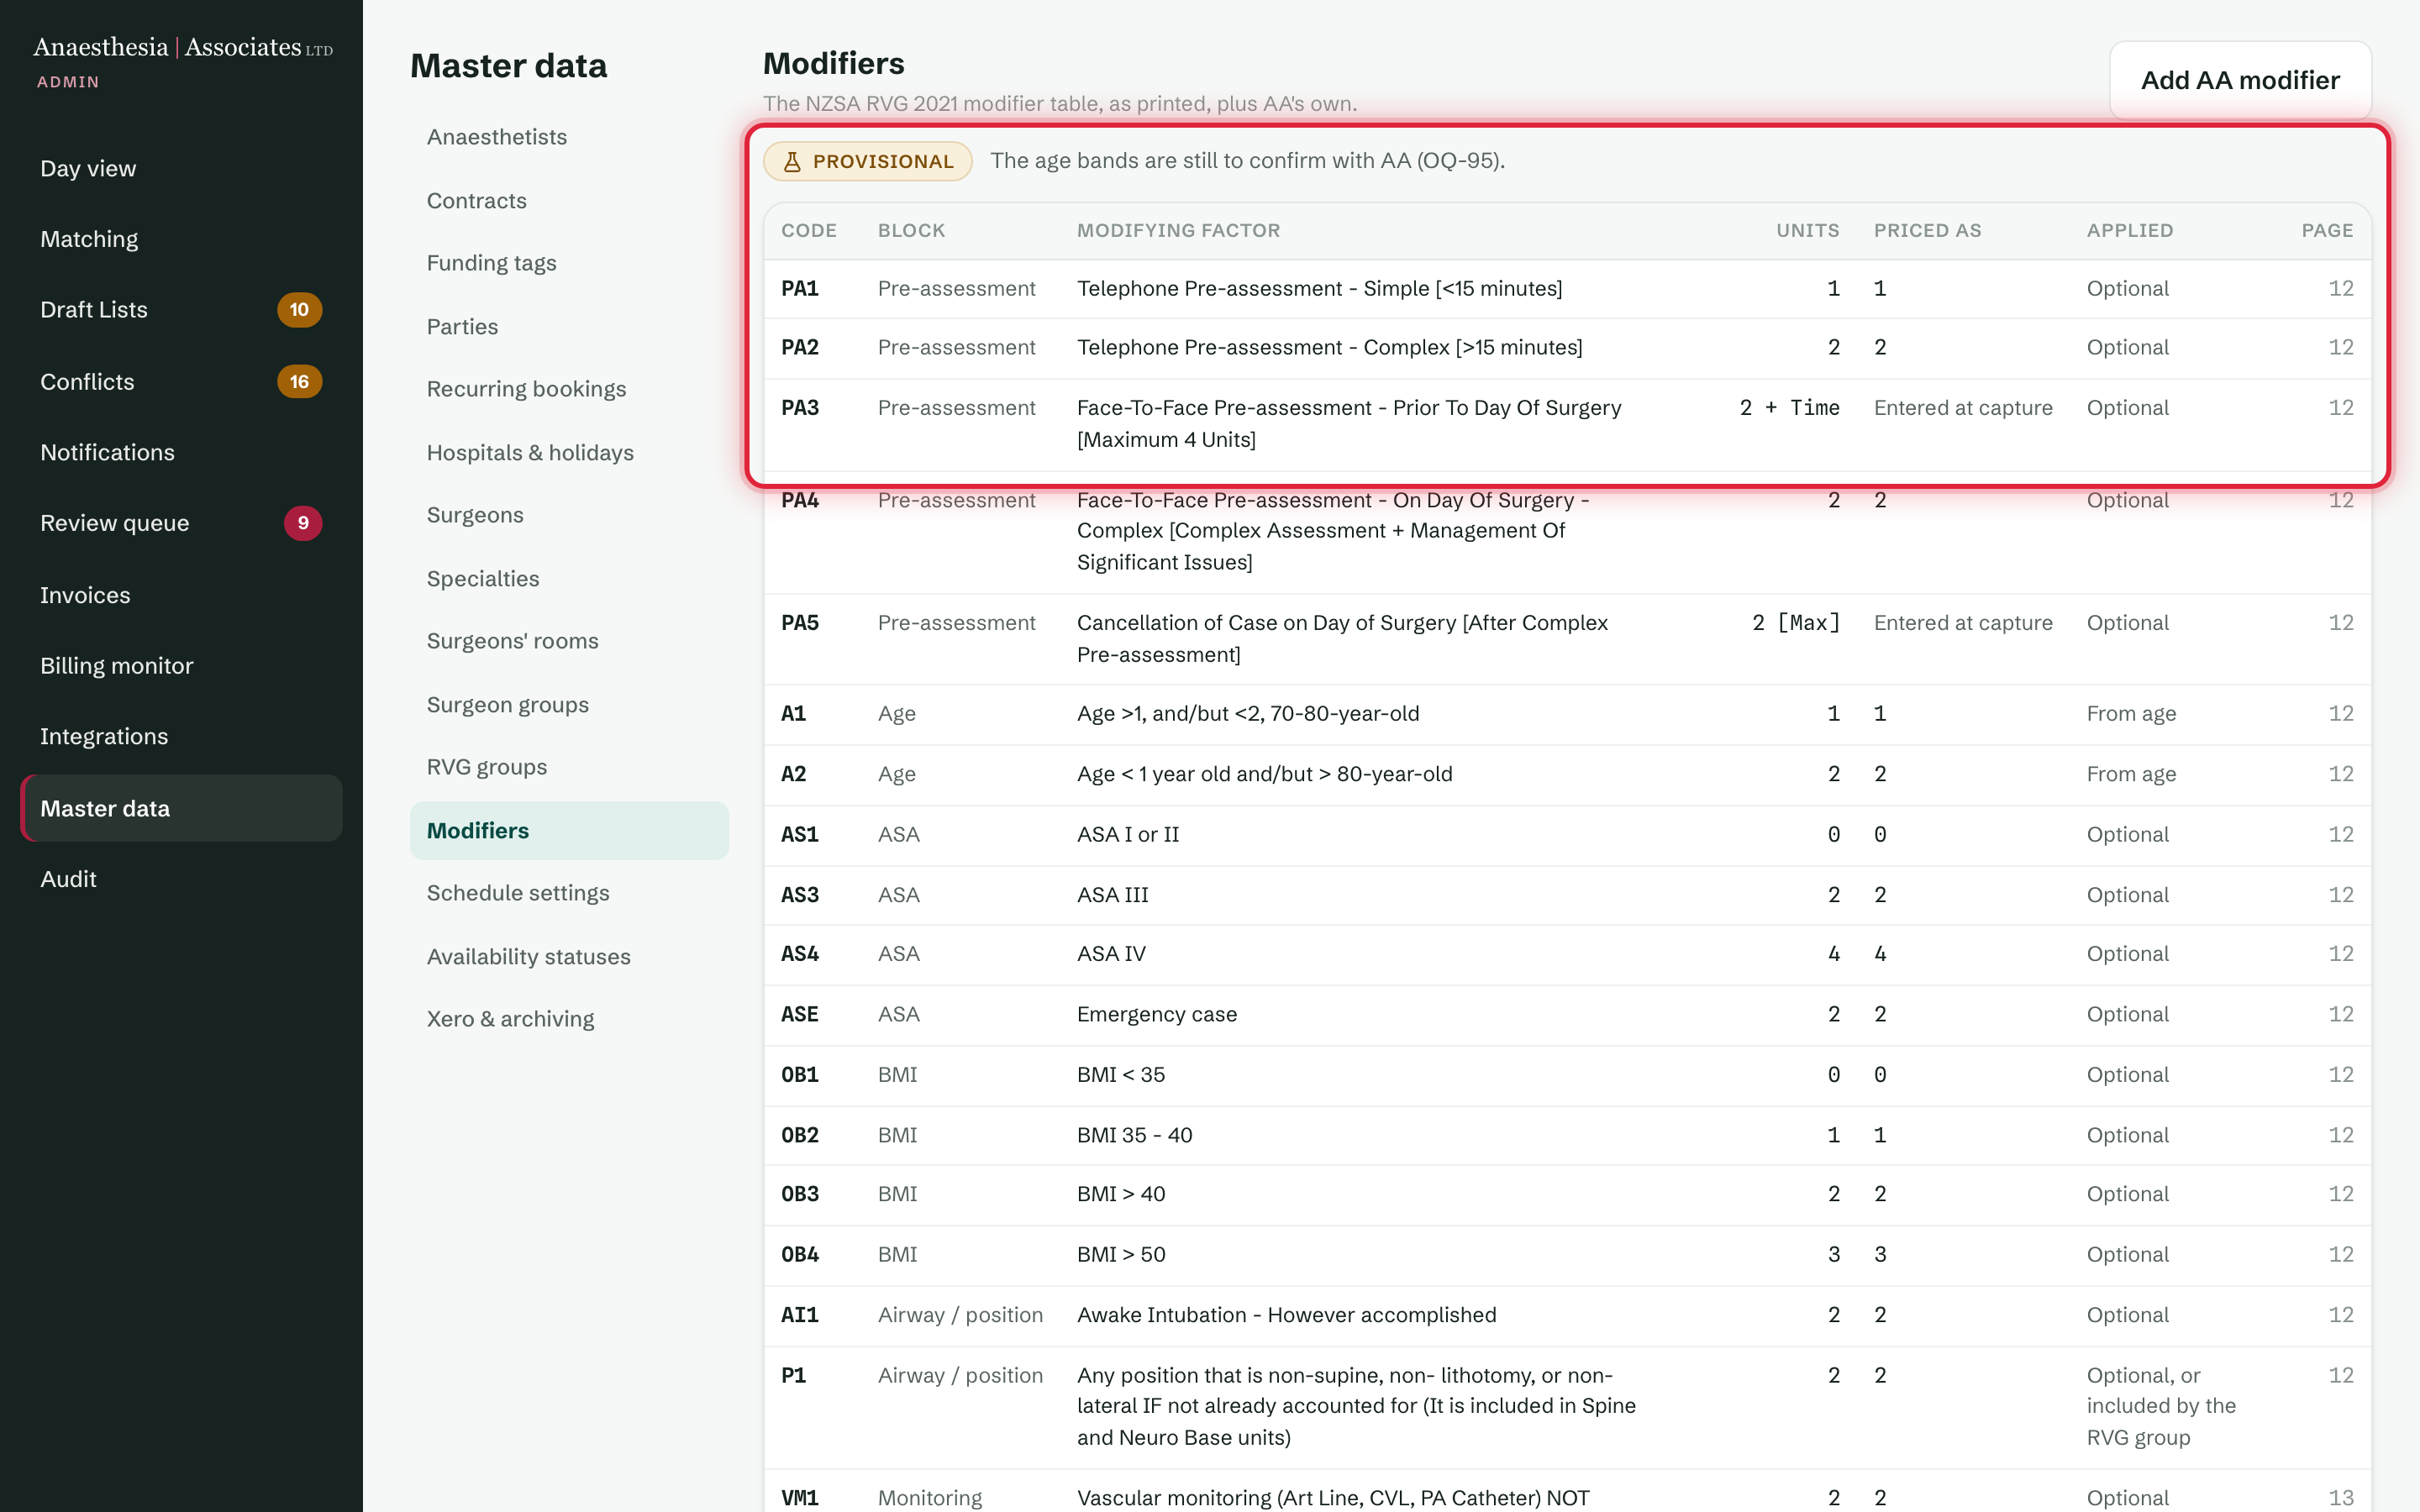 Anaesthesia | Associates LTD
ADMIN
Day view
Matching
Draft Lists 10
Conflicts 16
Notifications
Review queue 9
Invoices
Billing monitor
Integrations
Master data
Audit
Master data
Anaesthetists
Contracts
Funding tags
Parties
Recurring bookings
Hospitals & holidays
Surgeons
Specialties
Surgeons' rooms
Surgeon groups
RVG groups
Modifiers
Schedule settings
Availability statuses
Xero & archiving
Modifiers
The NZSA RVG 2021 modifier table, as printed, plus AA's own.
Add AA modifier
PROVISIONAL The age bands are still to confirm with AA (OQ-95).
CODE BLOCK MODIFYING FACTOR UNITS PRICED AS APPLIED PAGE
PA1 Pre-assessment Telephone Pre-assessment - Simple [<15 minutes] 1 1 Optional 12
PA2 Pre-assessment Telephone Pre-assessment - Complex [>15 minutes] 2 2 Optional 12
PA3 Pre-assessment Face-To-Face Pre-assessment - Prior To Day Of Surgery 2 + Time Entered at capture Optional 12
[Maximum 4 Units]
PA4 Pre-assessment Face-To-Face Pre-assessment - On Day Of Surgery - 2 2 Optional 12
Complex [Complex Assessment + Management Of
Significant Issues]
PA5 Pre-assessment Cancellation of Case on Day of Surgery [After Complex 2 [Max] Entered at capture Optional 12
Pre-assessment]
A1 Age Age >1, and/but <2, 70-80-year-old 1 1 From age 12
A2 Age Age < 1 year old and/but > 80-year-old 2 2 From age 12
AS1 ASA ASA I or II 0 0 Optional 12
AS3 ASA ASA III 2 2 Optional 12
AS4 ASA ASA IV 4 4 Optional 12
ASE ASA Emergency case 2 2 Optional 12
OB1 BMI BMI < 35 0 0 Optional 12
OB2 BMI BMI 35 - 40 1 1 Optional 12
OB3 BMI BMI > 40 2 2 Optional 12
OB4 BMI BMI > 50 3 3 Optional 12
AI1 Airway / position Awake Intubation - However accomplished 2 2 Optional 12
P1 Airway / position Any position that is non-supine, non- lithotomy, or non- 2 2 Optional, or 12
lateral IF not already accounted for (It is included in Spine included by the
and Neuro Base units) RVG group
VM1 Monitoring Vascular monitoring (Art Line, CVL, PA Catheter) NOT 2 2 Optional 13